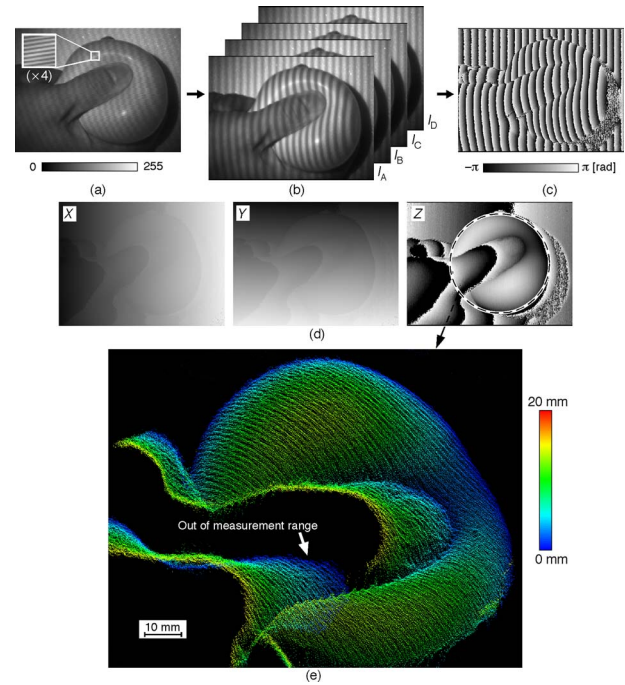 (×4)
0
255
(a)
I_A
I_B
I_C
I_D
(b)
−π
π [rad]
(c)
X
Y
Z
(d)
20 mm
0 mm
Out of measurement range
10 mm
(e)